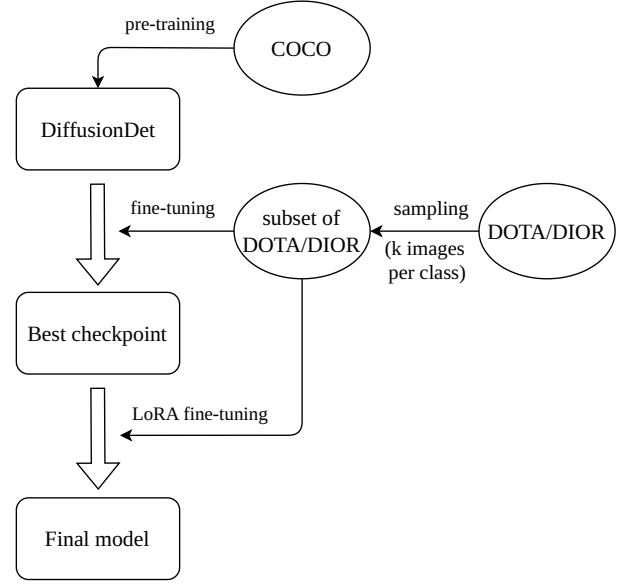 pre-training
COCO
DiffusionDet
fine-tuning
subset of
DOTA/DIOR
sampling
(k images
per class)
DOTA/DIOR
Best checkpoint
LoRA fine-tuning
Final model